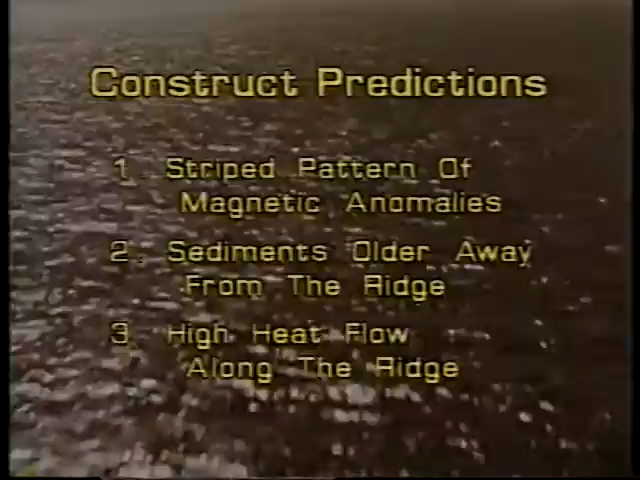 Construct Predictions
1. Striped Pattern Of
Magnetic Anomalies
2. Sediments Older Away
From The Ridge
3. High Heat Flow
Along The Ridge